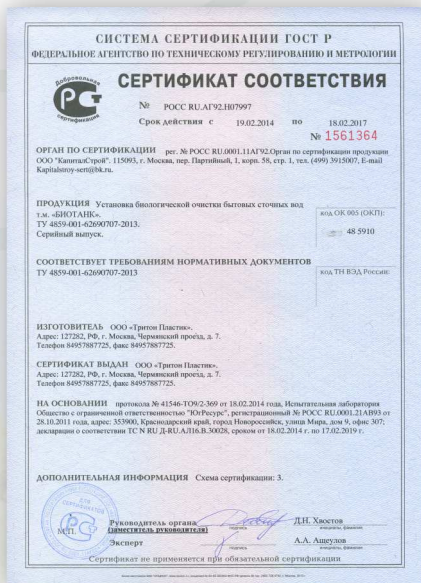 СИСТЕМА СЕРТИФИКАЦИИ ГОСТ Р
ФЕДЕРАЛЬНОЕ АГЕНТСТВО ПО ТЕХНИЧЕСКОМУ РЕГУЛИРОВАНИЮ И МЕТРОЛОГИИ
Добровольная
сертификация
СЕРТИФИКАТ СООТВЕТСТВИЯ
№ РОСС RU.АГ92.Н07997
Срок действия с 19.02.2014 по 18.02.2017
№ 1561364
ОРГАН ПО СЕРТИФИКАЦИИ рег. № РОСС RU.0001.11АГ92.Орган по сертификации продукции
ООО "КапиталСтрой". 115093, г. Москва, пер. Партийный, 1, корп. 58, стр. 1, тел. (499) 3915007, E-mail
Kapitalstroy-sert@bk.ru.
ПРОДУКЦИЯ Установка биологической очистки бытовых сточных вод
т.м. «БИОТАНК».
ТУ 4859-001-62690707-2013.
Серийный выпуск.
код ОК 005 (ОКП):
48 5910
СООТВЕТСТВУЕТ ТРЕБОВАНИЯМ НОРМАТИВНЫХ ДОКУМЕНТОВ
ТУ 4859-001-62690707-2013
код ТН ВЭД России:
ИЗГОТОВИТЕЛЬ ООО «Тритон Пластик».
Адрес: 127282, РФ, г. Москва, Чермянский проезд, д. 7.
Телефон 84957887725, факс 84957887725.
СЕРТИФИКАТ ВЫДАН ООО «Тритон Пластик».
Адрес: 127282, РФ, г. Москва, Чермянский проезд, д. 7.
Телефон 84957887725, факс 84957887725.
НА ОСНОВАНИИ протокола № 41546-ТО9/2-369 от 18.02.2014 года, Испытательная лаборатория
Общество с ограниченной ответственностью "ЮгРесурс", регистрационный № РОСС RU.0001.21АВ93 от
28.10.2011 года, адрес: 353900, Краснодарский край, город Новороссийск, улица Мира, дом 9, офис 307;
декларации о соответствии ТС N RU Д-RU.АЛ16.В.30028, сроком от 18.02.2014 г. по 17.02.2019 г.
ДОПОЛНИТЕЛЬНАЯ ИНФОРМАЦИЯ Схема сертификации: 3.
ДЛЯ
СЕРТИФИКАТОВ
М.П.
Руководитель органа
(заместитель руководителя)
подпись
Д.Н. Хвостов
инициалы, фамилия
Эксперт
подпись
А.А. Ащеулов
инициалы, фамилия
Сертификат не применяется при обязательной сертификации